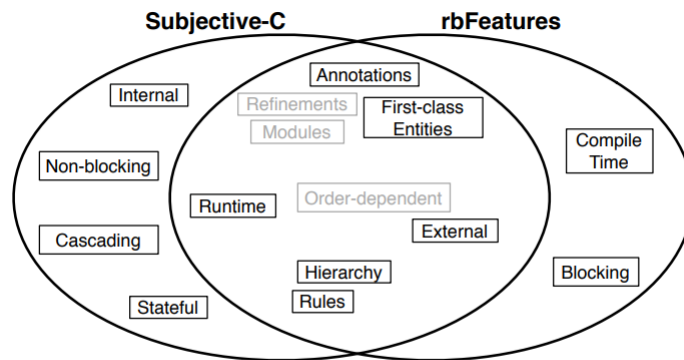 Subjective-C rbFeatures
Annotations
Internal
Refinements
First-class
Entities
Modules
Compile
Time
Non-blocking
Order-dependent
Runtime
External
Cascading
Hierarchy
Blocking
Rules
Stateful